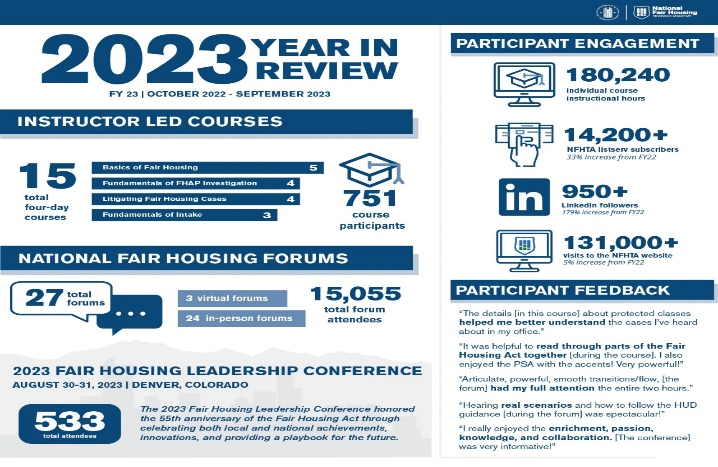 National
Fair Housing
TRAINING ACADEMY
2023 YEAR IN
REVIEW
FY 23 | OCTOBER 2022 - SEPTEMBER 2023
INSTRUCTOR LED COURSES
15
total
four-day
courses
Basics of Fair Housing 5
Fundamentals of FHAP Investigation 4
Litigating Fair Housing Cases 4
Fundamentals of Intake 3
751
course
participants
NATIONAL FAIR HOUSING FORUMS
27 total
forums
3 virtual forums
24 in-person forums
15,055
total forum
attendees
2023 FAIR HOUSING LEADERSHIP CONFERENCE
AUGUST 30-31, 2023 | DENVER, COLORADO
533
total attendees
The 2023 Fair Housing Leadership Conference honored
the 55th anniversary of the Fair Housing Act through
celebrating both local and national achievements,
innovations, and providing a playbook for the future.
PARTICIPANT ENGAGEMENT
180,240
individual course
instructional hours
14,200+
NFHTA listserv subscribers
33% increase from FY22
in
950+
LinkedIn followers
179% increase from FY22
131,000+
visits to the NFHTA website
5% increase from FY22
PARTICIPANT FEEDBACK
“The details [in this course] about protected classes
helped me better understand the cases I've heard
about in my office.”
“It was helpful to read through parts of the Fair
Housing Act together [during the course]. I also
enjoyed the PSA with the accents! Very powerful!”
“Articulate, powerful, smooth transitions/flow, [the
forum] had my full attention the entire two hours.”
“Hearing real scenarios and how to follow the HUD
guidance [during the forum] was spectacular!”
“I really enjoyed the enrichment, passion,
knowledge, and collaboration. [The conference]
was very informative!”